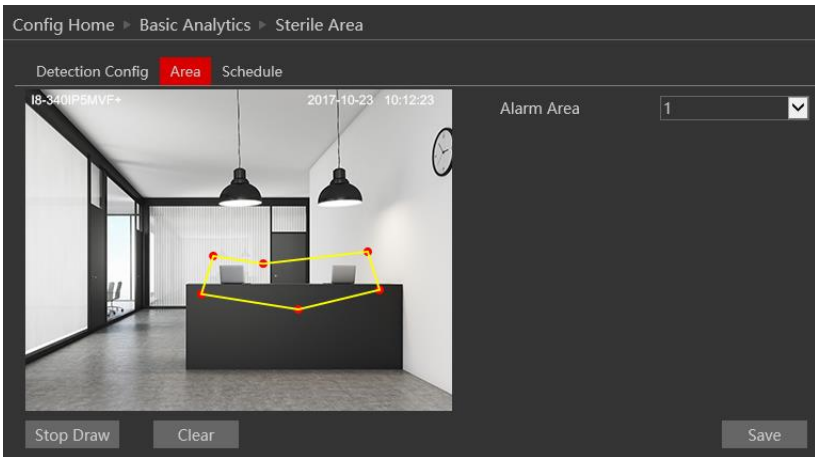 Config Home ▶ Basic Analytics ▶ Sterile Area
Detection Config Area Schedule
I8-340IP5MVF+ 2017-10-23 10:12:23
Alarm Area 1
Stop Draw Clear Save